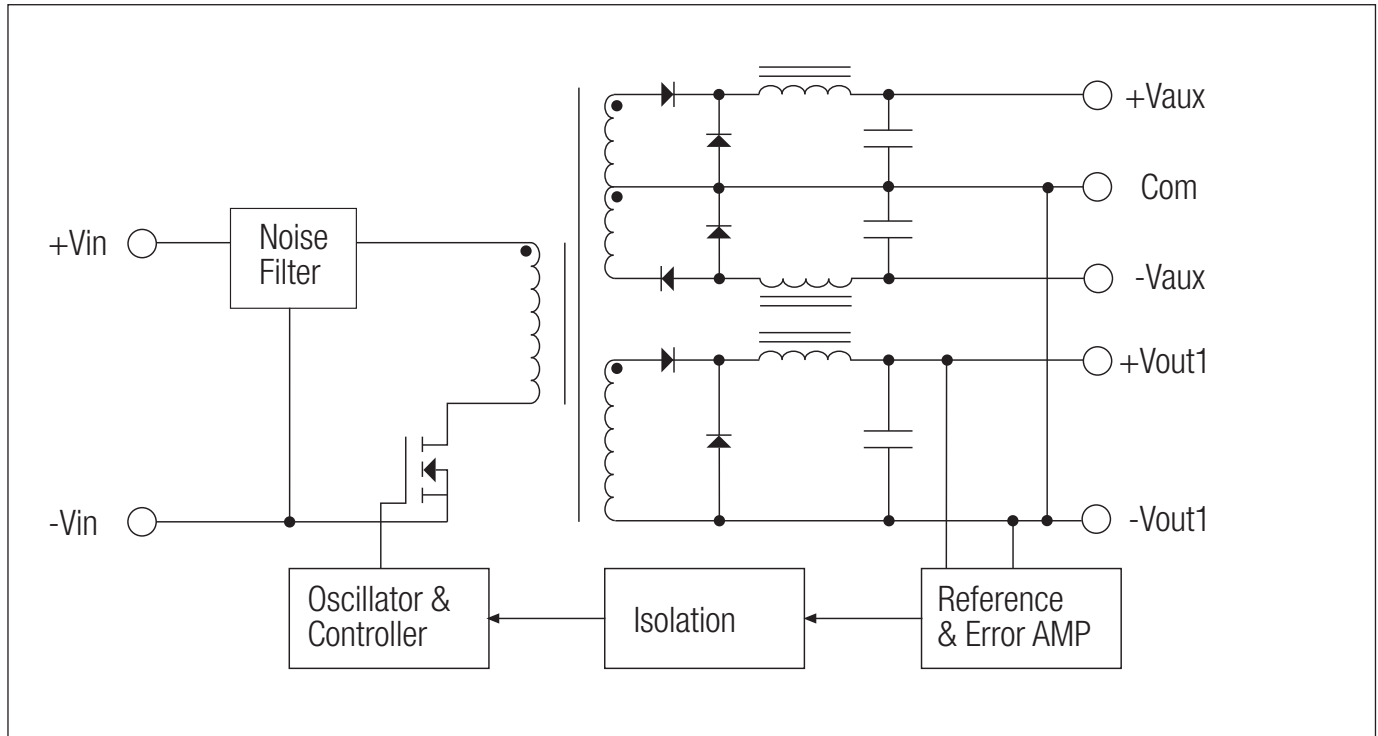 +Vaux
Com
-Vaux
+Vin
Noise
Filter
+Vout1
-Vin
-Vout1
Oscillator &
Controller
Isolation
Reference
& Error AMP